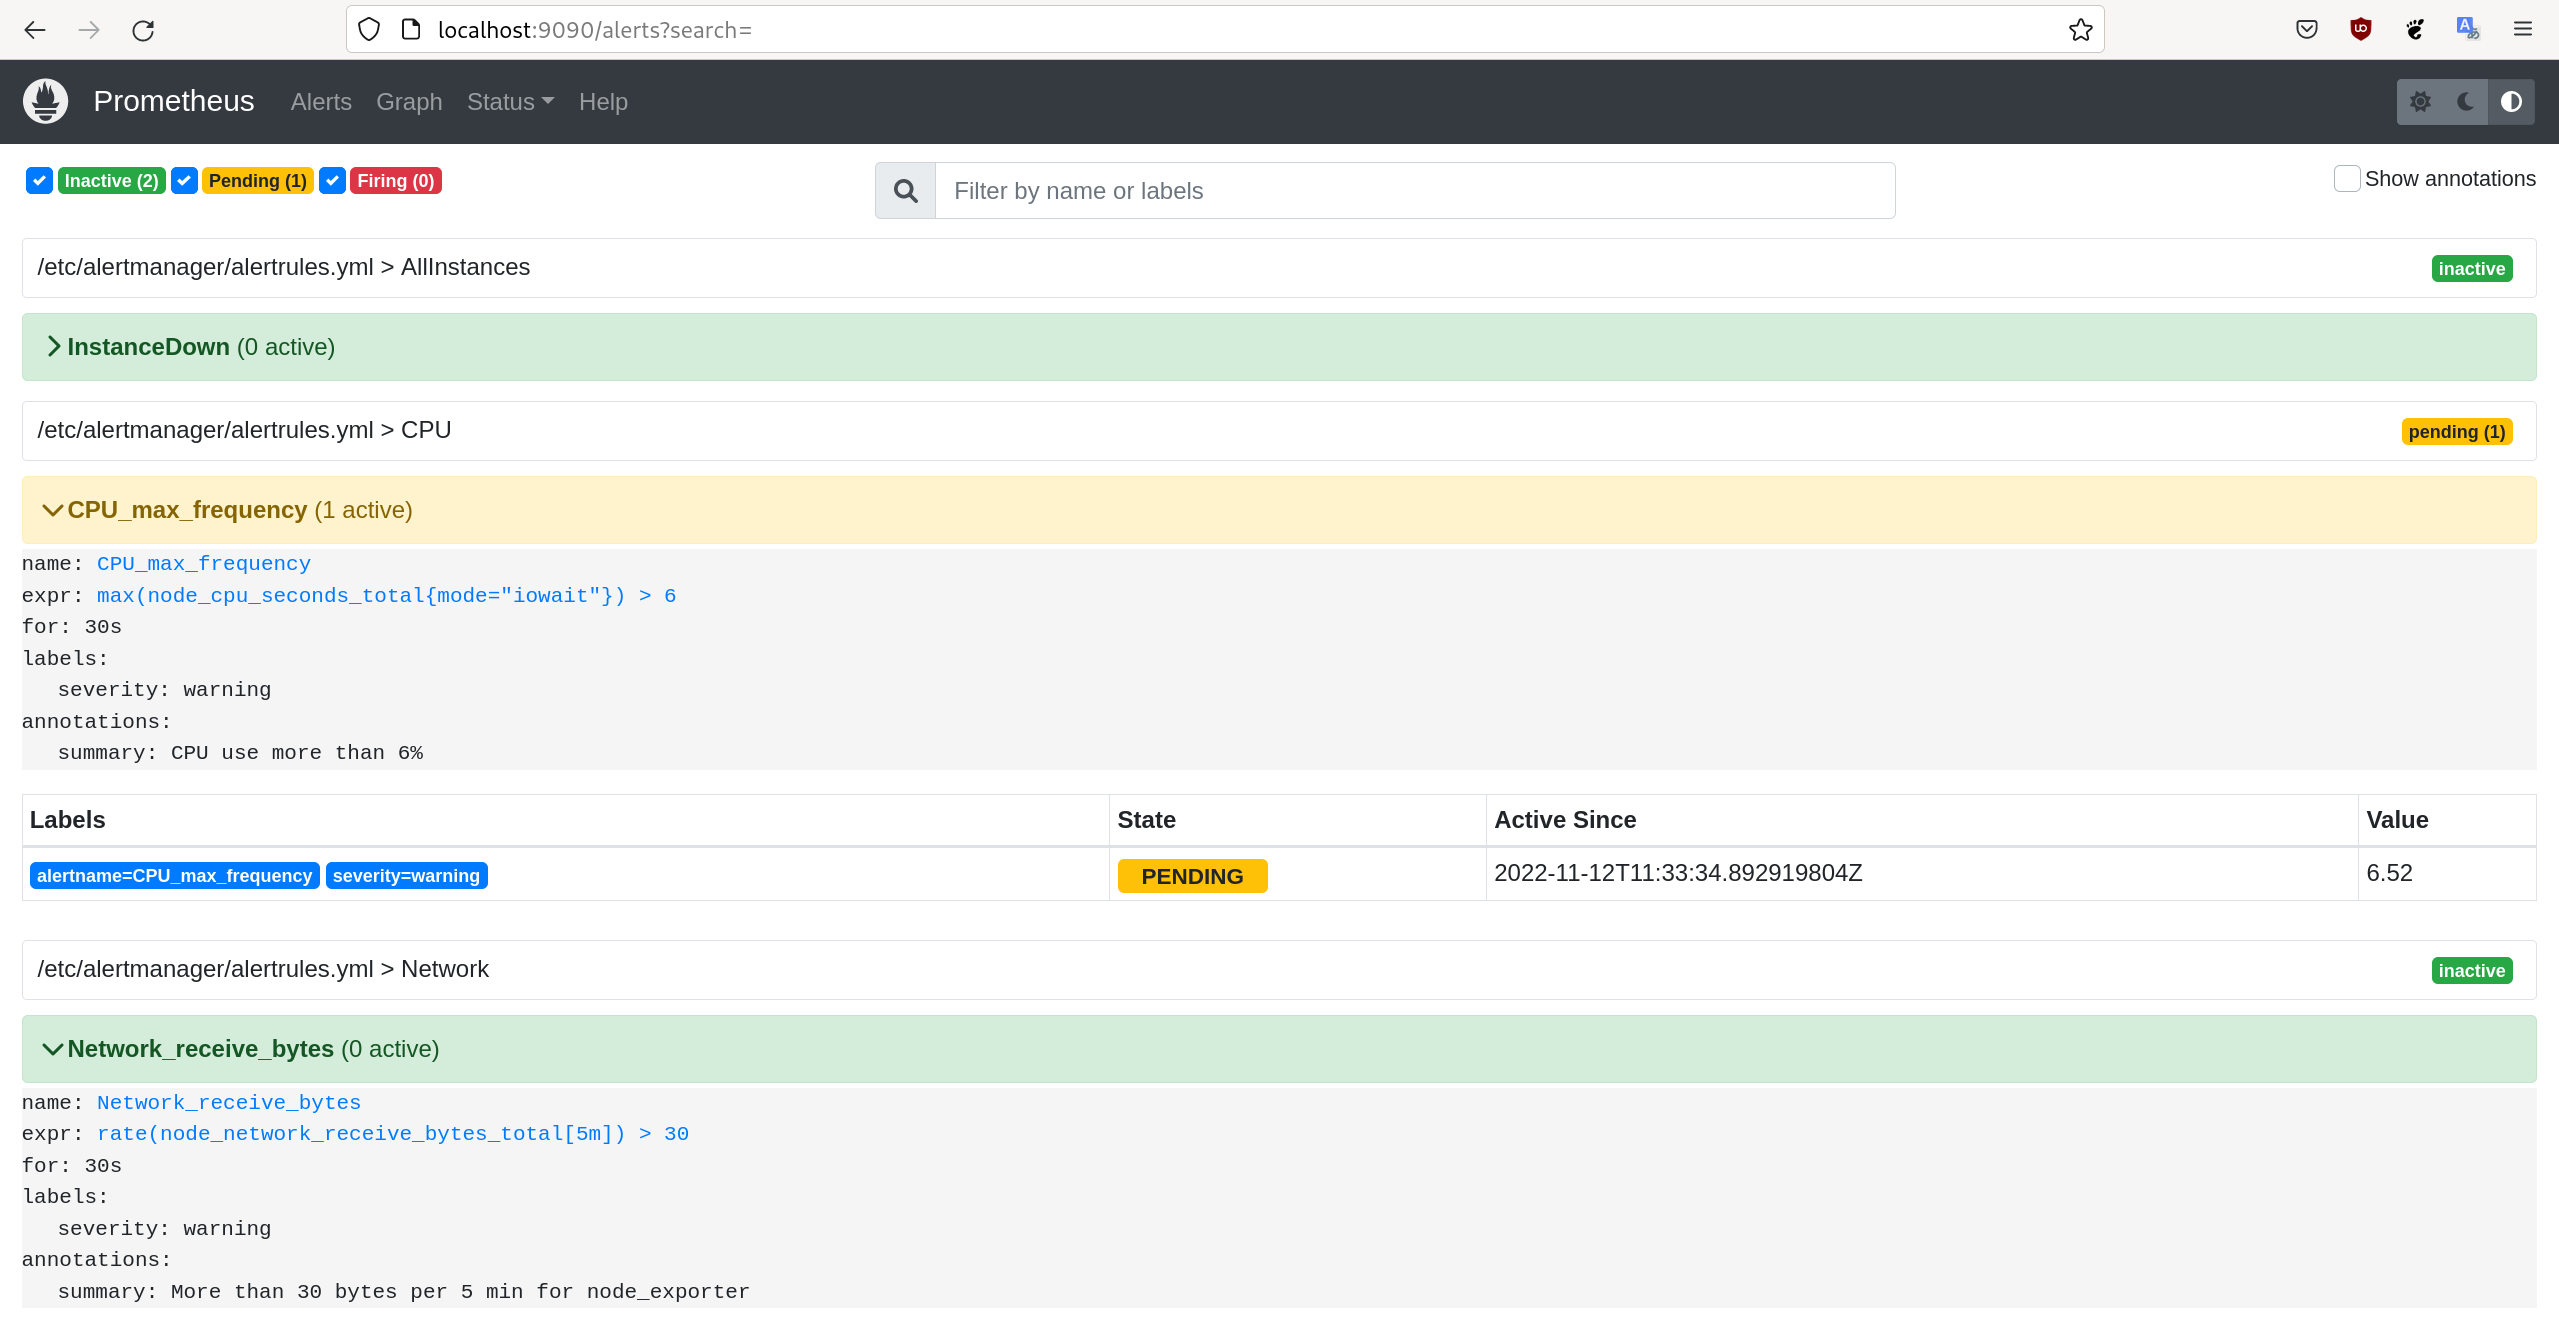 localhost:9090/alerts?search=
Prometheus Alerts Graph Status Help
Inactive (2) Pending (1) Firing (0) Filter by name or labels Show annotations
/etc/alertmanager/alertrules.yml > AllInstances inactive
InstanceDown (0 active)
/etc/alertmanager/alertrules.yml > CPU pending (1)
CPU_max_frequency (1 active)
name: CPU_max_frequency
expr: max(node_cpu_seconds_total{mode="iowait"}) > 6
for: 30s
labels:
severity: warning
annotations:
summary: CPU use more than 6%
Labels State Active Since Value
alertname=CPU_max_frequency severity=warning PENDING 2022-11-12T11:33:34.892919804Z 6.52
/etc/alertmanager/alertrules.yml > Network inactive
Network_receive_bytes (0 active)
name: Network_receive_bytes
expr: rate(node_network_receive_bytes_total[5m]) > 30
for: 30s
labels:
severity: warning
annotations:
summary: More than 30 bytes per 5 min for node_exporter